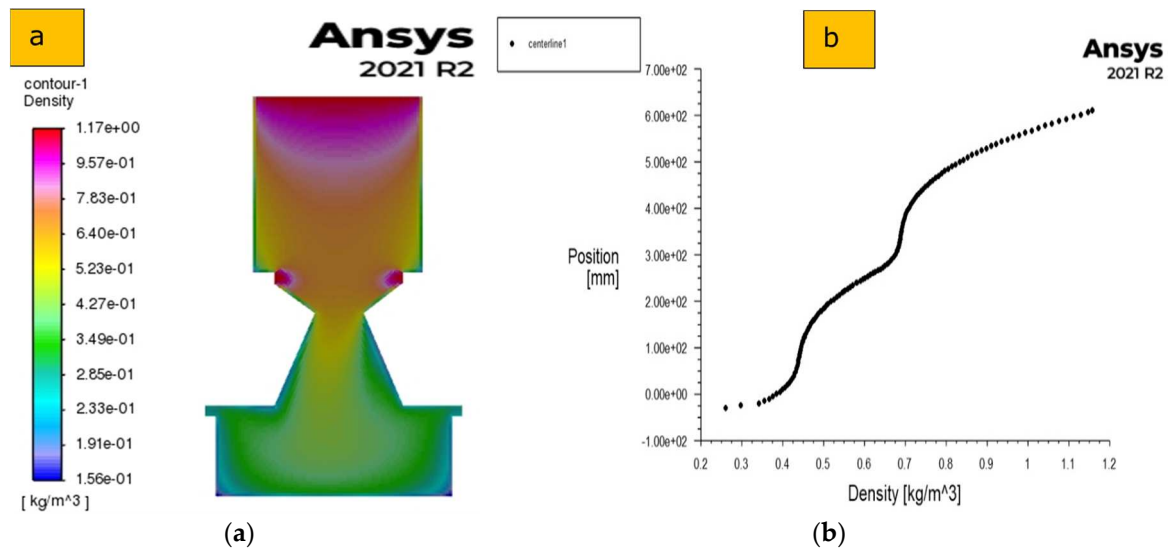 a
Ansys
2021 R2
contour-1
Density
1.17e+00
9.57e-01
7.83e-01
6.40e-01
5.23e-01
4.27e-01
3.49e-01
2.85e-01
2.33e-01
1.91e-01
1.56e-01
[ kg/m^3 ]
(a)
centerline1
b
Ansys
2021 R2
7.00e+02
6.00e+02
5.00e+02
4.00e+02
Position
[mm]
3.00e+02
2.00e+02
1.00e+02
0.00e+00
-1.00e+02
0.2 0.3 0.4 0.5 0.6 0.7 0.8 0.9 1 1.1 1.2
Density [kg/m^3]
(b)